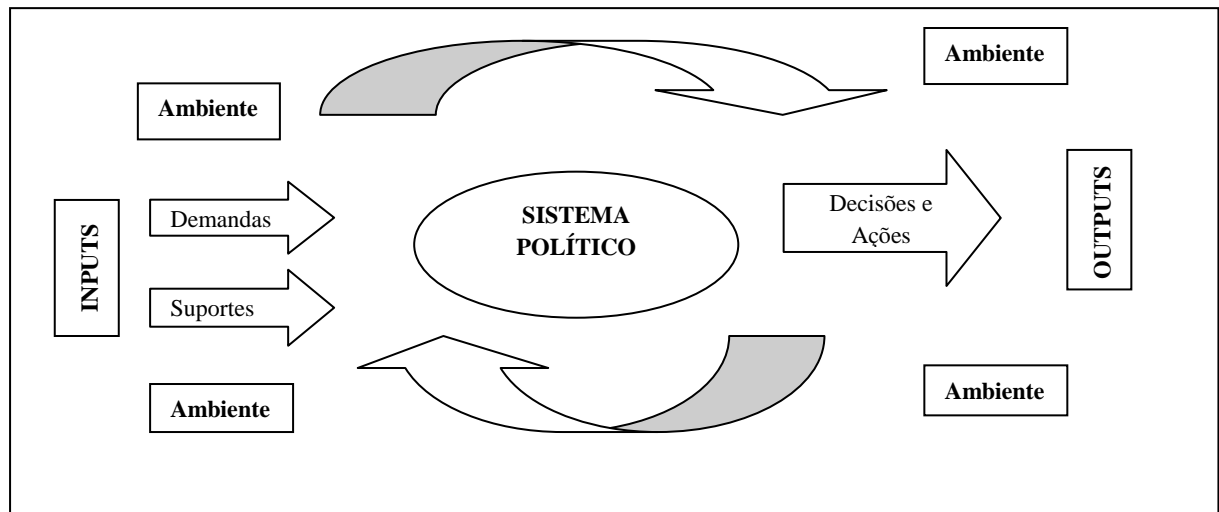 Ambiente
Ambiente
INPUTS
Demandas
Suportes
SISTEMA
POLÍTICO
Decisões e
Ações
OUTPUTS
Ambiente
Ambiente